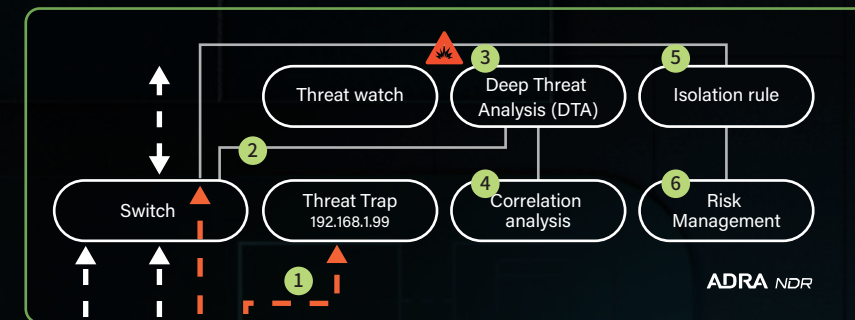 3
5
Threat watch
Deep Threat
Analysis (DTA)
Isolation rule
2
4
6
Switch
Threat Trap
192.168.1.99
Correlation
analysis
Risk
Management
1
ADRA NDR